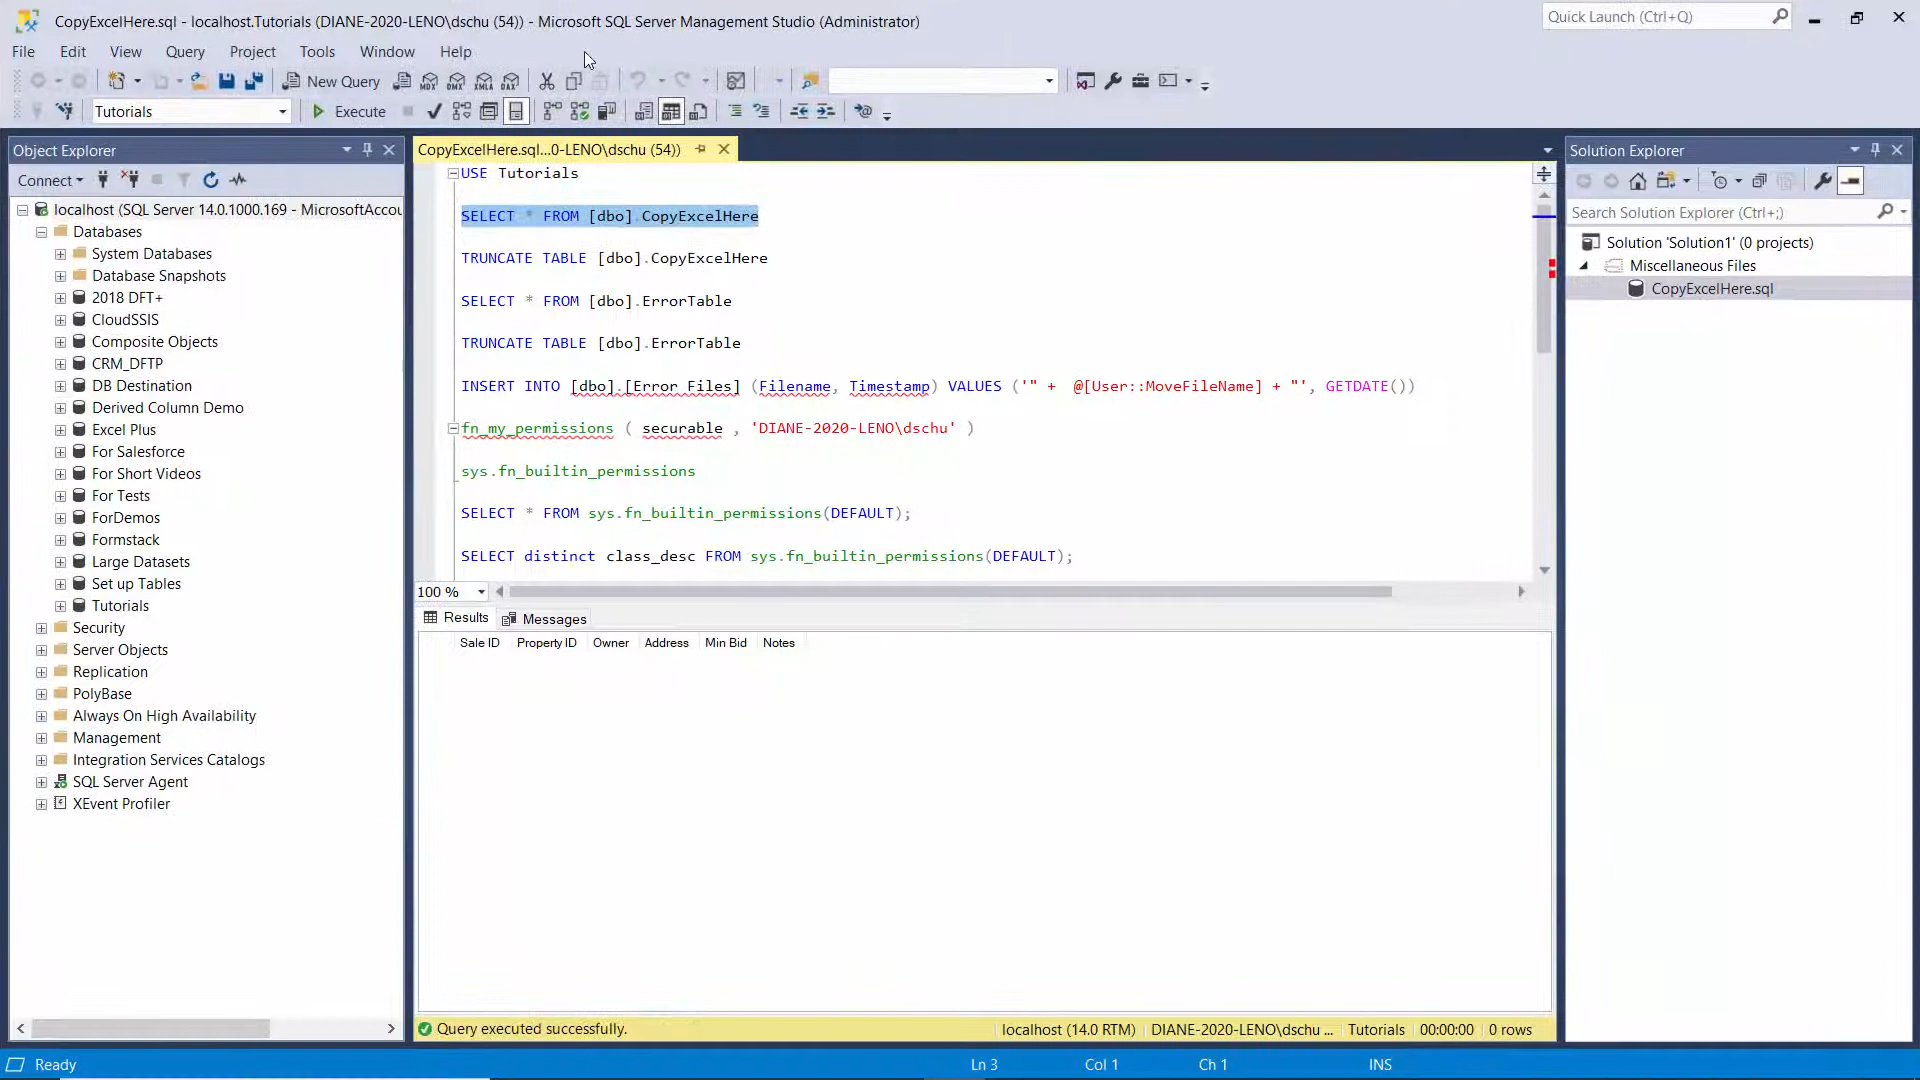 CopyExcelHere.sql - localhost.Tutorials (DIANE-2020-LENO\dschu (54)) - Microsoft SQL Server Management Studio (Administrator)
Quick Launch (Ctrl+Q)
File Edit View Query Project Tools Window Help
New Query MDX DMX XMLA DAX
Tutorials Execute
Object Explorer
Connect
localhost (SQL Server 14.0.1000.169 - MicrosoftAccou
Databases
System Databases
Database Snapshots
2018 DFT+
CloudSSIS
Composite Objects
CRM_DFTP
DB Destination
Derived Column Demo
Excel Plus
For Salesforce
For Short Videos
For Tests
ForDemos
Formstack
Large Datasets
Set up Tables
Tutorials
Security
Server Objects
Replication
PolyBase
Always On High Availability
Management
Integration Services Catalogs
SQL Server Agent
XEvent Profiler
CopyExcelHere.sql...0-LENO\dschu (54))
USE Tutorials
SELECT * FROM [dbo].CopyExcelHere
TRUNCATE TABLE [dbo].CopyExcelHere
SELECT * FROM [dbo].ErrorTable
TRUNCATE TABLE [dbo].ErrorTable
INSERT INTO [dbo].[Error_Files] (Filename, Timestamp) VALUES ('" + @[User::MoveFileName] + "', GETDATE())
fn_my_permissions ( securable , 'DIANE-2020-LENO\dschu' )
sys.fn_builtin_permissions
SELECT * FROM sys.fn_builtin_permissions(DEFAULT);
SELECT distinct class_desc FROM sys.fn_builtin_permissions(DEFAULT);
100 %
Results Messages
Sale ID Property ID Owner Address Min Bid Notes
Query executed successfully. localhost (14.0 RTM) DIANE-2020-LENO\dschu ... Tutorials 00:00:00 0 rows
Solution Explorer
Search Solution Explorer (Ctrl+;)
Solution 'Solution1' (0 projects)
Miscellaneous Files
CopyExcelHere.sql
Ready Ln 3 Col 1 Ch 1 INS